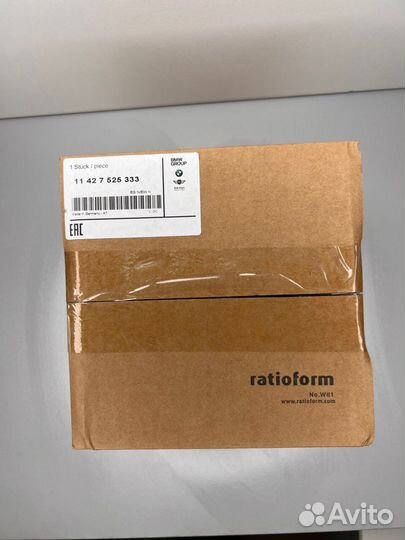 1 Stück / piece
BMW
GROUP
11 42 7 525 333
Made in Germany
EAC
ratioform
No.W81
www.ratioform.com
Avito